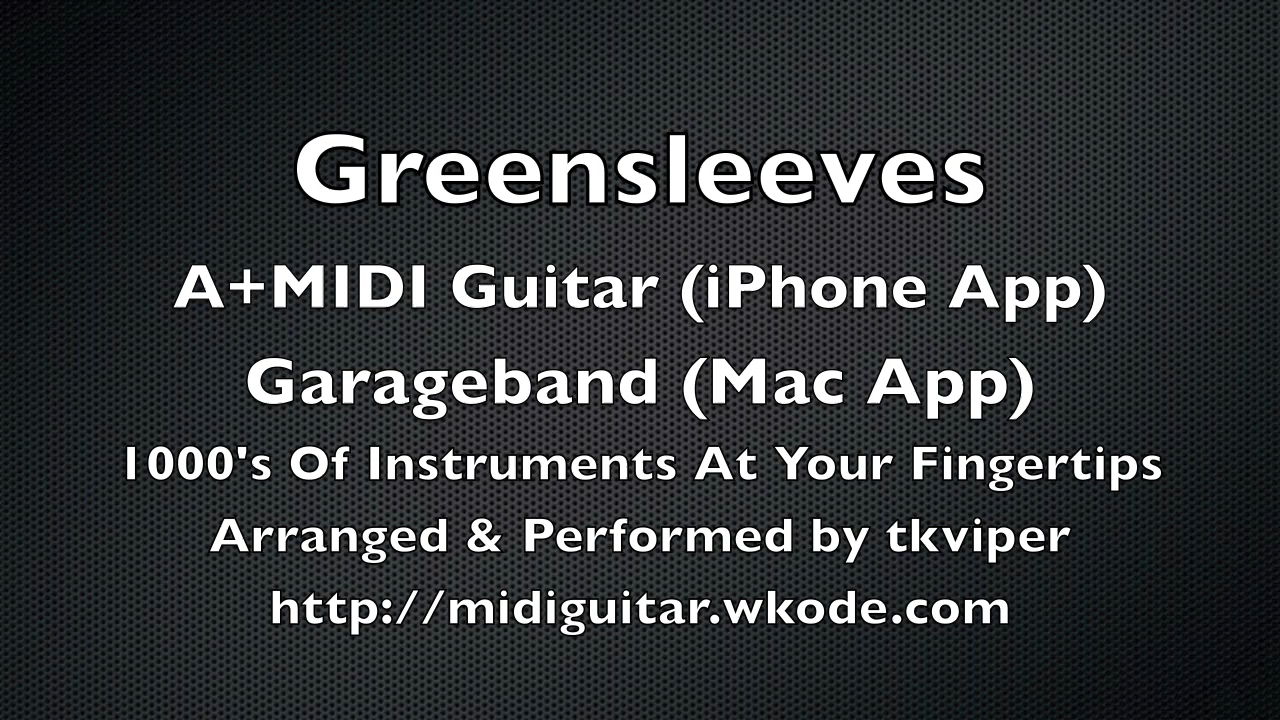 Greensleeves
A+MIDI Guitar (iPhone App)
Garageband (Mac App)
1000's Of Instruments At Your Fingertips
Arranged & Performed by tkviper
http://midiguitar.wkode.com